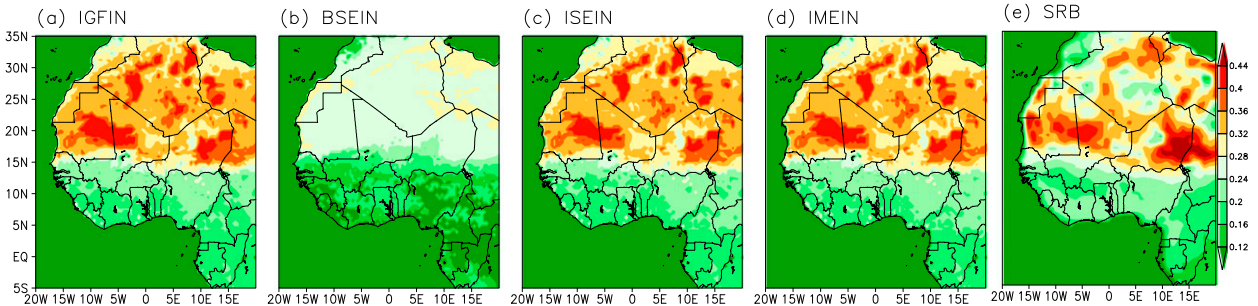 (a) IGFIN
(b) BSEIN
(c) ISEIN
(d) IMEIN
(e) SRB
35N
30N
25N
20N
15N
10N
5N
EQ
5S
20W 15W 10W 5W 0 5E 10E 15E
20W 15W 10W 5W 0 5E 10E 15E
20W 15W 10W 5W 0 5E 10E 15E
20W 15W 10W 5W 0 5E 10E 15E
20W 15W 10W 5W 0 5E 10E 15E
0.44
0.4
0.36
0.32
0.28
0.24
0.2
0.16
0.12